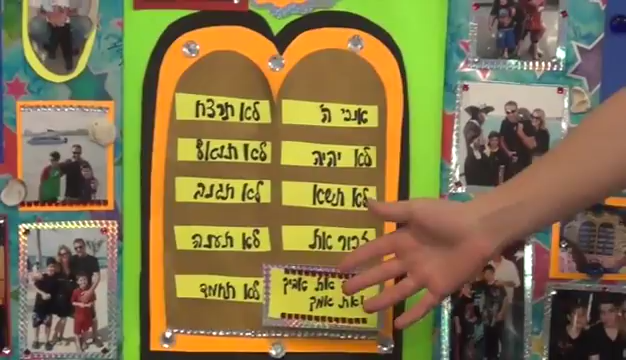 אנכי ה'
לא יהיה
לא תשא
זכור את
את אביך
ואת אמך
לא תרצח
לא תנאף
לא תגנב
לא תענה
לא תחמד